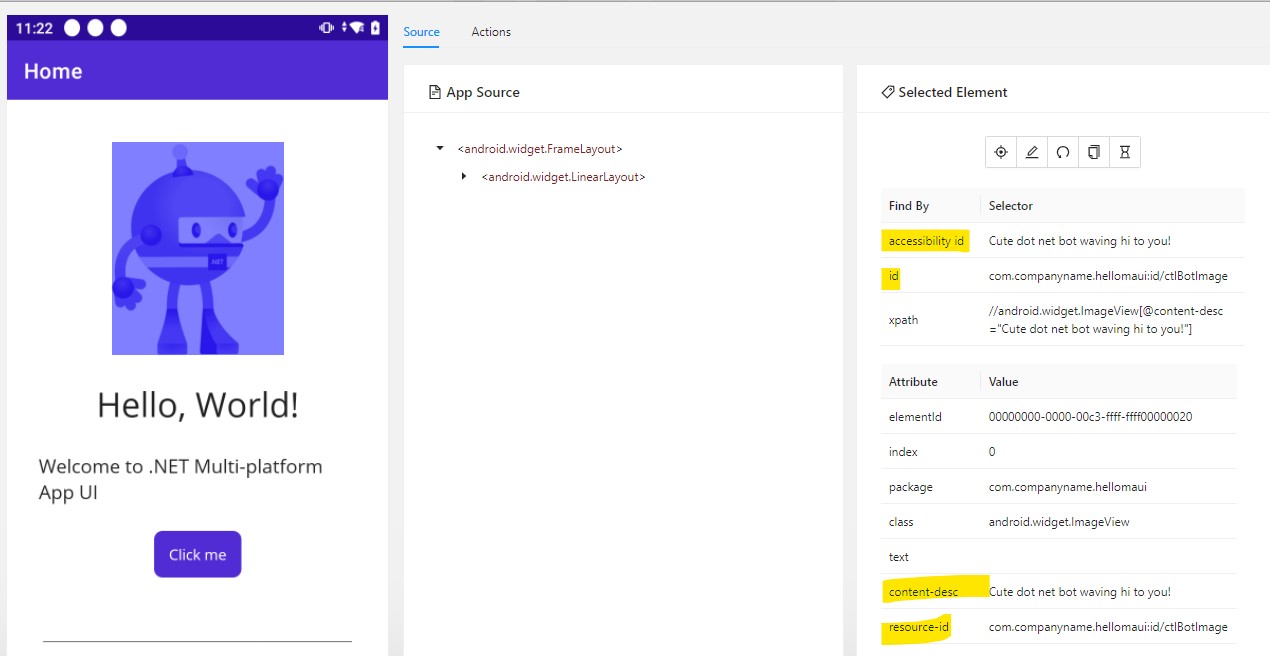 11:22
Home
.NET
Hello, World!
Welcome to .NET Multi-platform
App UI
Click me
Source
Actions
App Source
<android.widget.FrameLayout>
<android.widget.LinearLayout>
Selected Element
Find By Selector
accessibility id Cute dot net bot waving hi to you!
id com.companyname.hellomaui:id/ctlBotImage
xpath //android.widget.ImageView[@content-desc
="Cute dot net bot waving hi to you!"]
Attribute Value
elementId 00000000-0000-00c3-ffff-ffff00000020
index 0
package com.companyname.hellomaui
class android.widget.ImageView
text
content-desc Cute dot net bot waving hi to you!
resource-id com.companyname.hellomaui:id/ctlBotImage